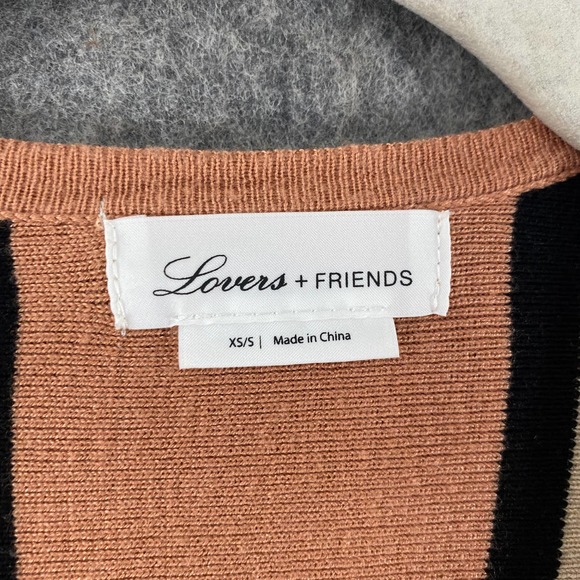 Lovers + FRIENDS
XS/S | Made in China